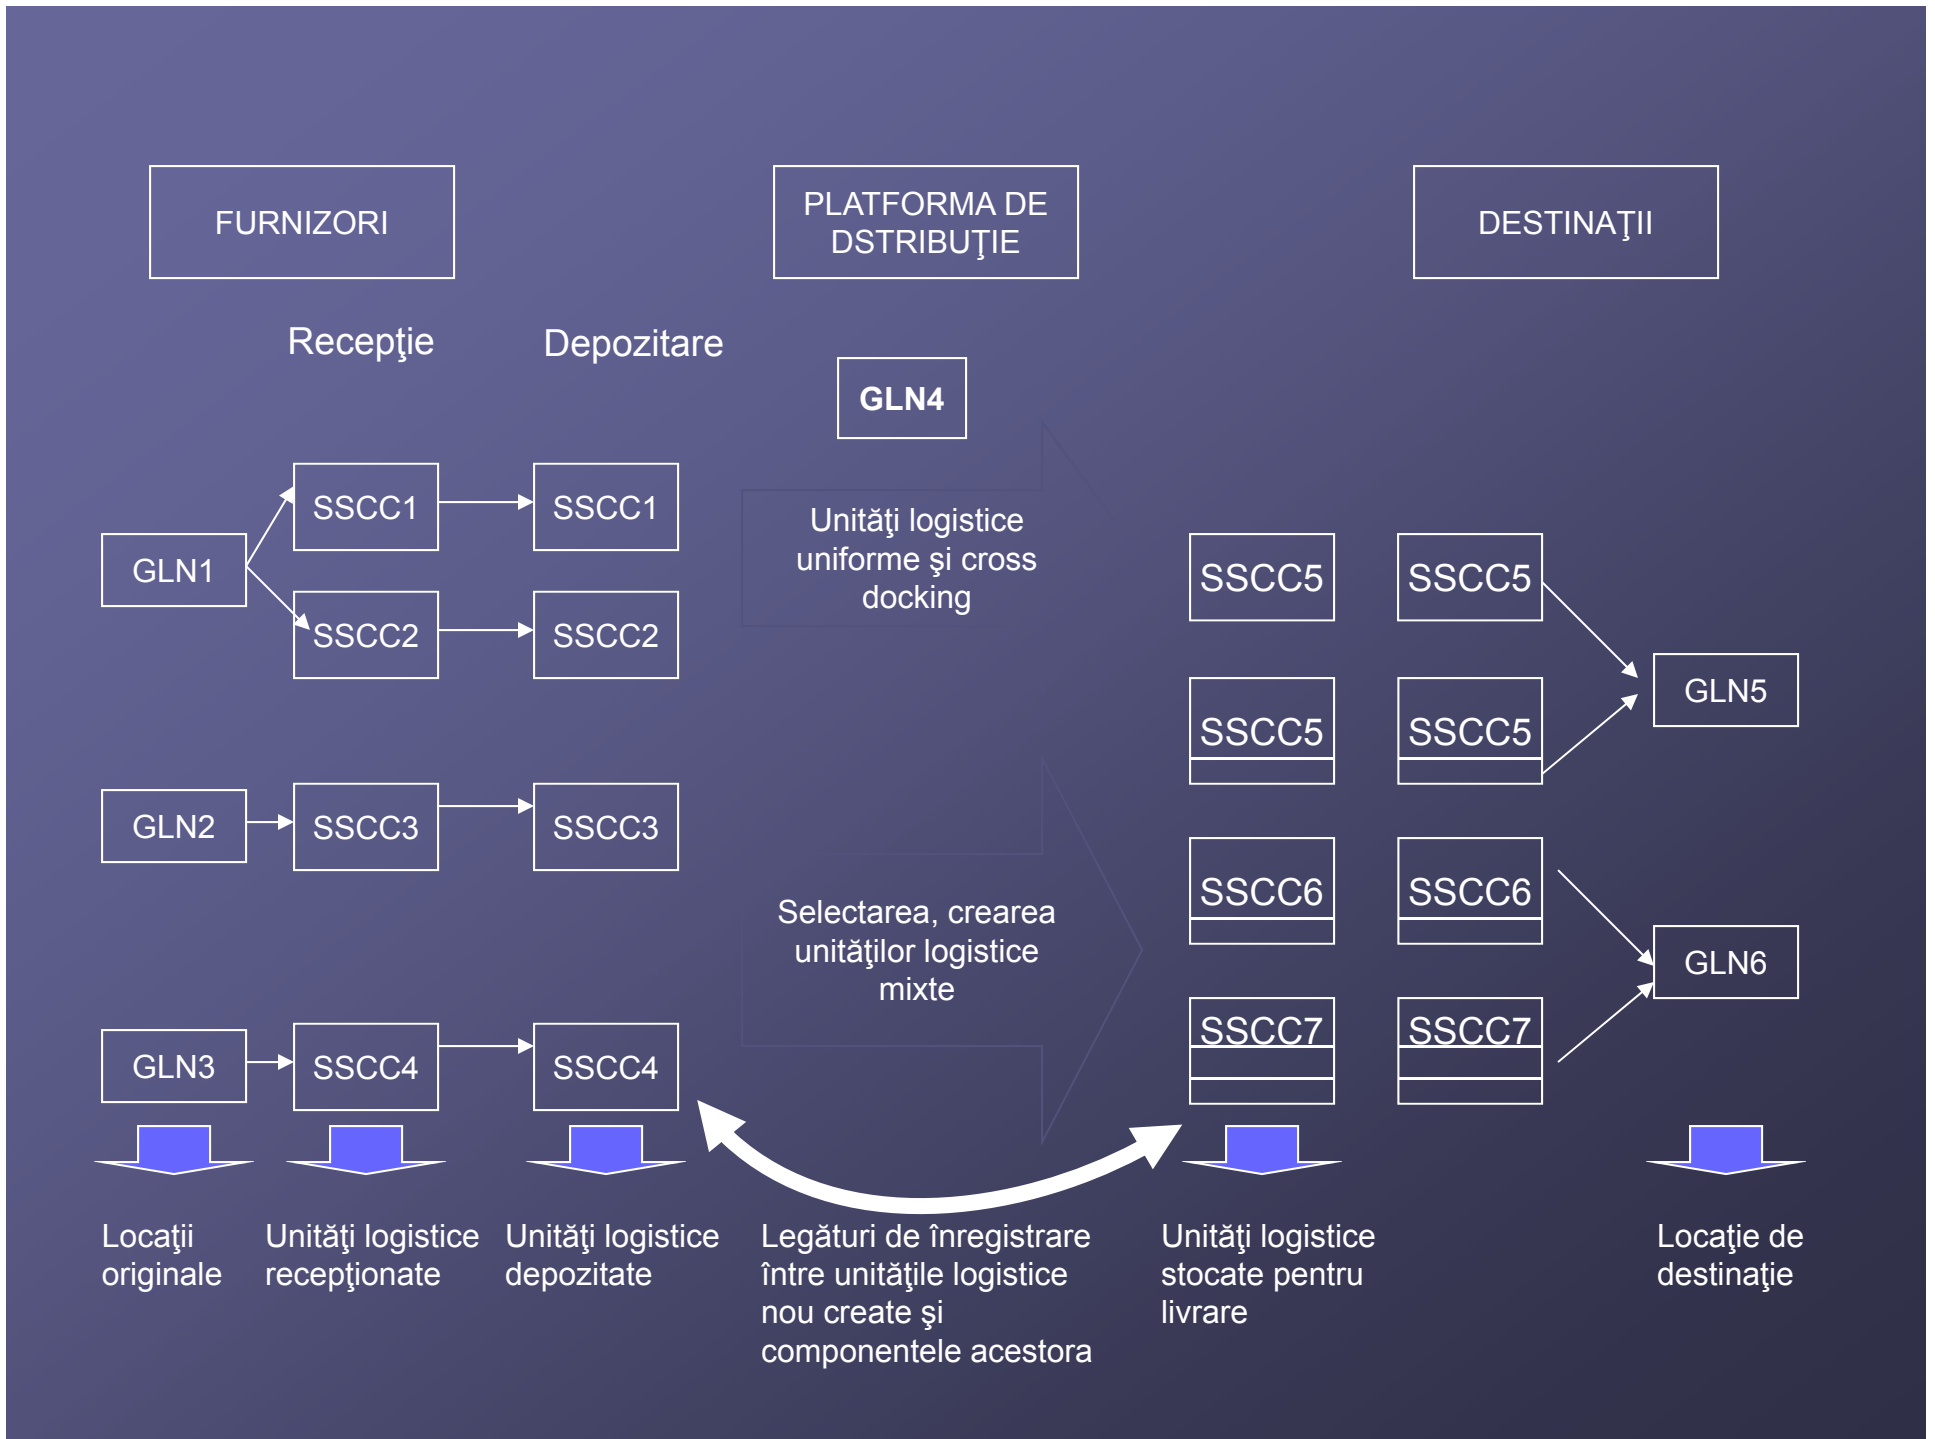 FURNIZORI
PLATFORMA DE
DSTRIBUŢIE
DESTINAŢII
Recepţie
Depozitare
GLN4
SSCC1
SSCC1
Unităţi logistice
uniforme şi cross
docking
GLN1
SSCC5
SSCC5
SSCC2
SSCC2
GLN5
SSCC5
SSCC5
GLN2
SSCC3
SSCC3
Selectarea, crearea
unităţilor logistice
mixte
SSCC6
SSCC6
GLN6
GLN3
SSCC4
SSCC4
SSCC7
SSCC7
Locaţii
originale
Unităţi logistice
recepţionate
Unităţi logistice
depozitate
Legături de înregistrare
între unităţile logistice
nou create şi
componentele acestora
Unităţi logistice
stocate pentru
livrare
Locaţie de
destinaţie